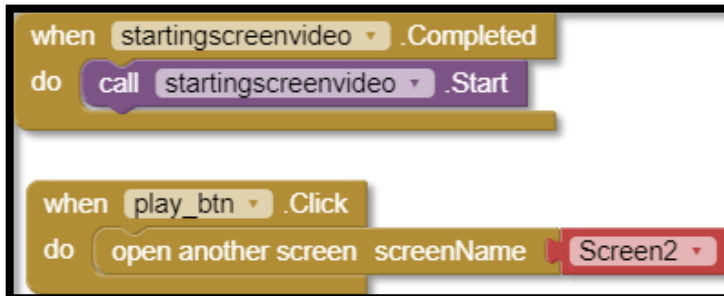 when startingscreenvideo .Completed
do call startingscreenvideo .Start
when play_btn .Click
do open another screen screenName Screen2